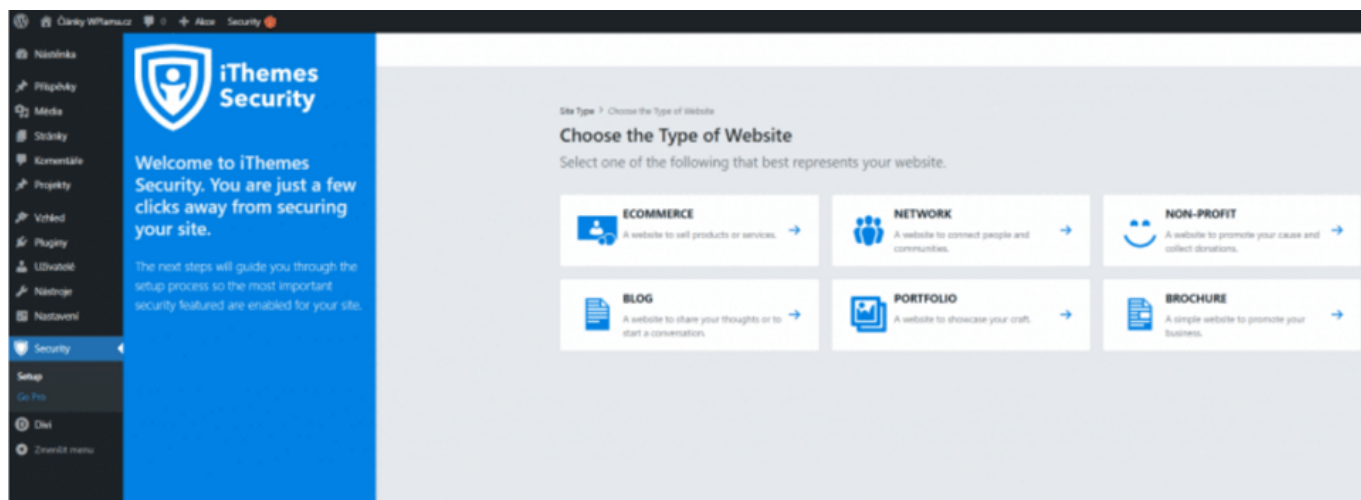 Články WPlama.cz 0 + Akce Security
Nástěnka
Příspěvky
Média
Stránky
Komentáře
Projekty
Vzhled
Pluginy
Uživatelé
Nástroje
Nastavení
Security
Setup
Go Pro
Divi
Zmenšit menu
iThemes
Security
Welcome to iThemes
Security. You are just a few
clicks away from securing
your site.
The next steps will guide you through the
setup process so the most important
security featured are enabled for your site.
Site Type > Choose the Type of Website
Choose the Type of Website
Select one of the following that best represents your website.
ECOMMERCE
A website to sell products or services.
NETWORK
A website to connect people and
communities.
NON-PROFIT
A website to promote your cause and
collect donations.
BLOG
A website to share your thoughts or to
start a conversation.
PORTFOLIO
A website to showcase your craft.
BROCHURE
A simple website to promote your
business.